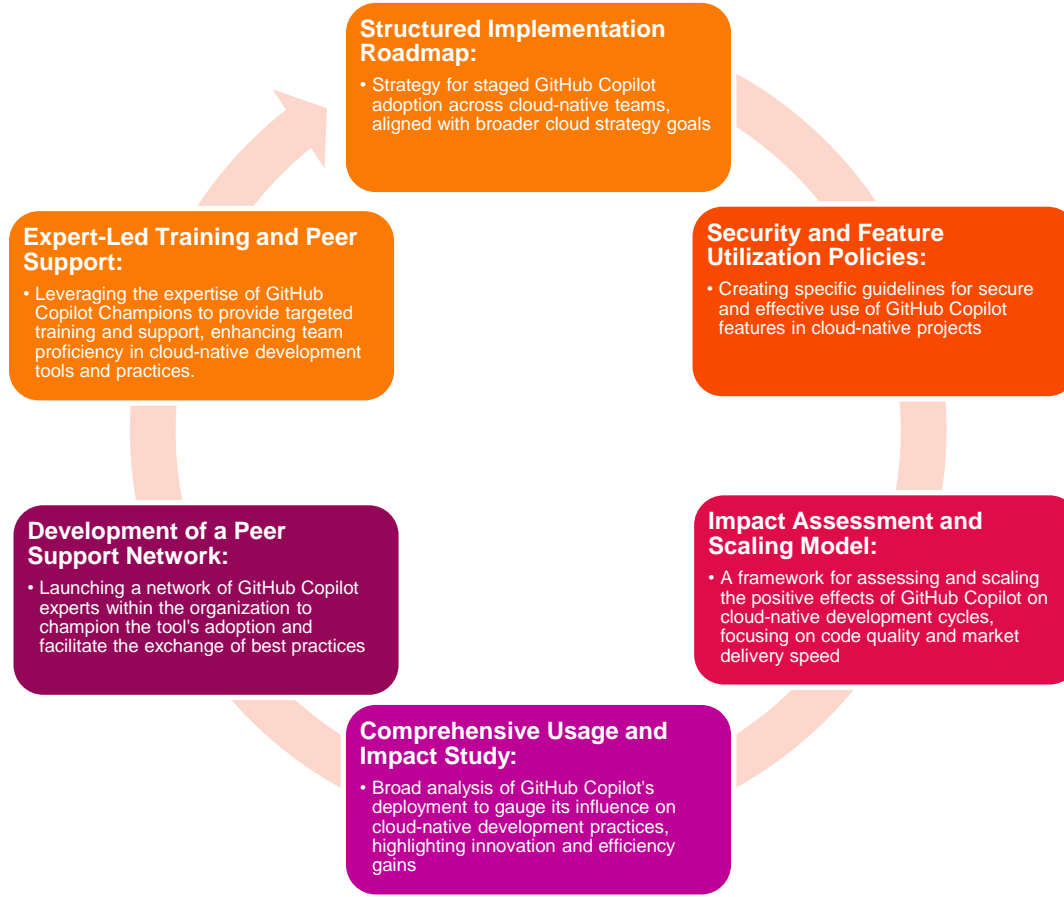 Structured Implementation
Roadmap:
• Strategy for staged GitHub Copilot
adoption across cloud-native teams,
aligned with broader cloud strategy goals
Security and Feature
Utilization Policies:
• Creating specific guidelines for secure
and effective use of GitHub Copilot
features in cloud-native projects
Impact Assessment and
Scaling Model:
• A framework for assessing and scaling
the positive effects of GitHub Copilot on
cloud-native development cycles,
focusing on code quality and market
delivery speed
Comprehensive Usage and
Impact Study:
• Broad analysis of GitHub Copilot's
deployment to gauge its influence on
cloud-native development practices,
highlighting innovation and efficiency
gains
Development of a Peer
Support Network:
• Launching a network of GitHub Copilot
experts within the organization to
champion the tool's adoption and
facilitate the exchange of best practices
Expert-Led Training and Peer
Support:
• Leveraging the expertise of GitHub
Copilot Champions to provide targeted
training and support, enhancing team
proficiency in cloud-native development
tools and practices.